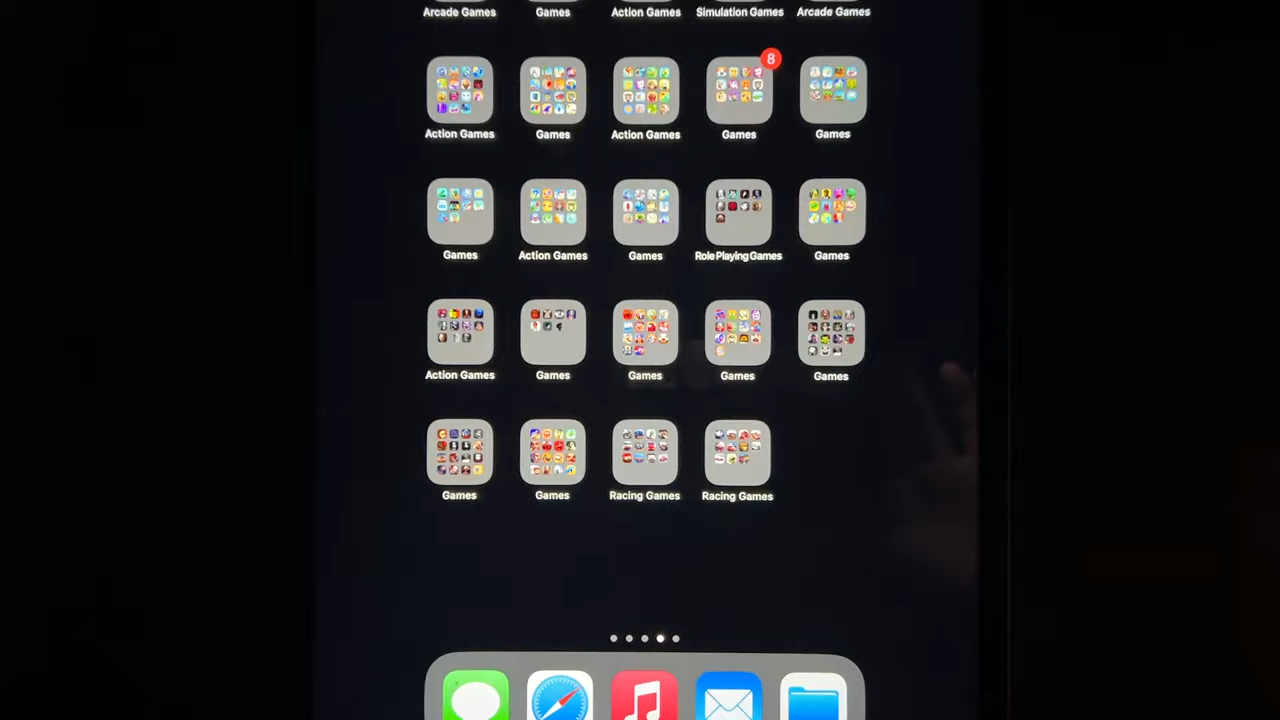 Arcade Games Games Action Games Simulation Games Arcade Games
8
Action Games Games Action Games Games Games
Games Action Games Games Role Playing Games Games
Action Games Games Games Games Games
Games Games Racing Games Racing Games